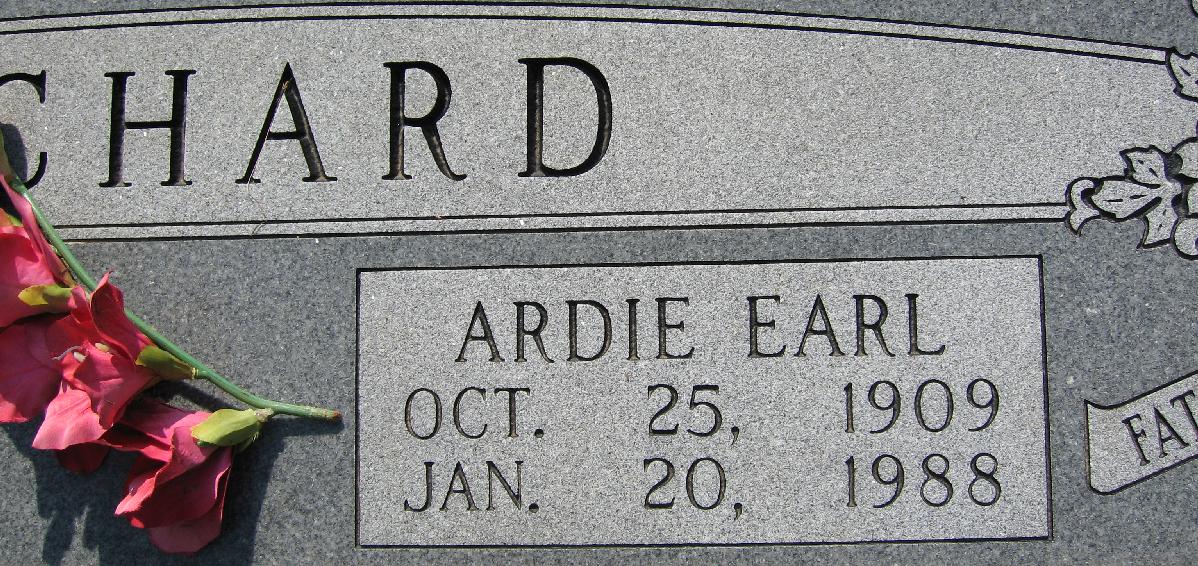 CHARD
ARDIE EARL
OCT. 25, 1909
JAN. 20, 1988
FAT